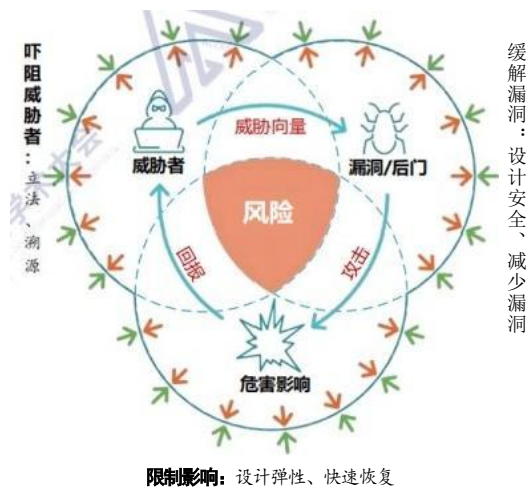 吓阻威胁者：立法、溯源
缓解漏洞：设计安全、减少漏洞
威胁者
威胁向量
漏洞/后门
风险
回报
攻击
危害影响
限制影响：设计弹性、快速恢复